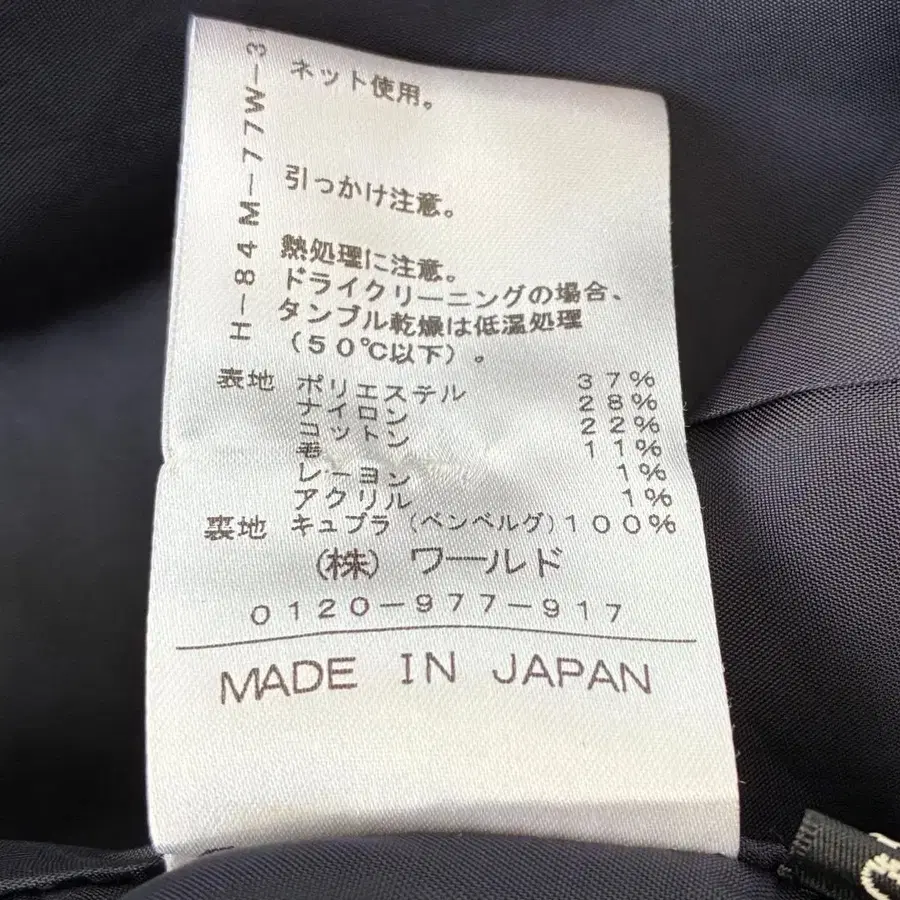 ネット使用。
引っかけ注意。
熱処理に注意。
ドライクリーニングの場合、
タンブル乾燥は低温処理
（50℃以下）。
表地 ポリエステル 37%
ナイロン 28%
コットン 22%
毛 11%
レーヨン 1%
アクリル 1%
裏地 キュプラ（ベンベルグ）100%
（株）ワールド
0120-977-917
MADE IN JAPAN
H-84M-77W-3